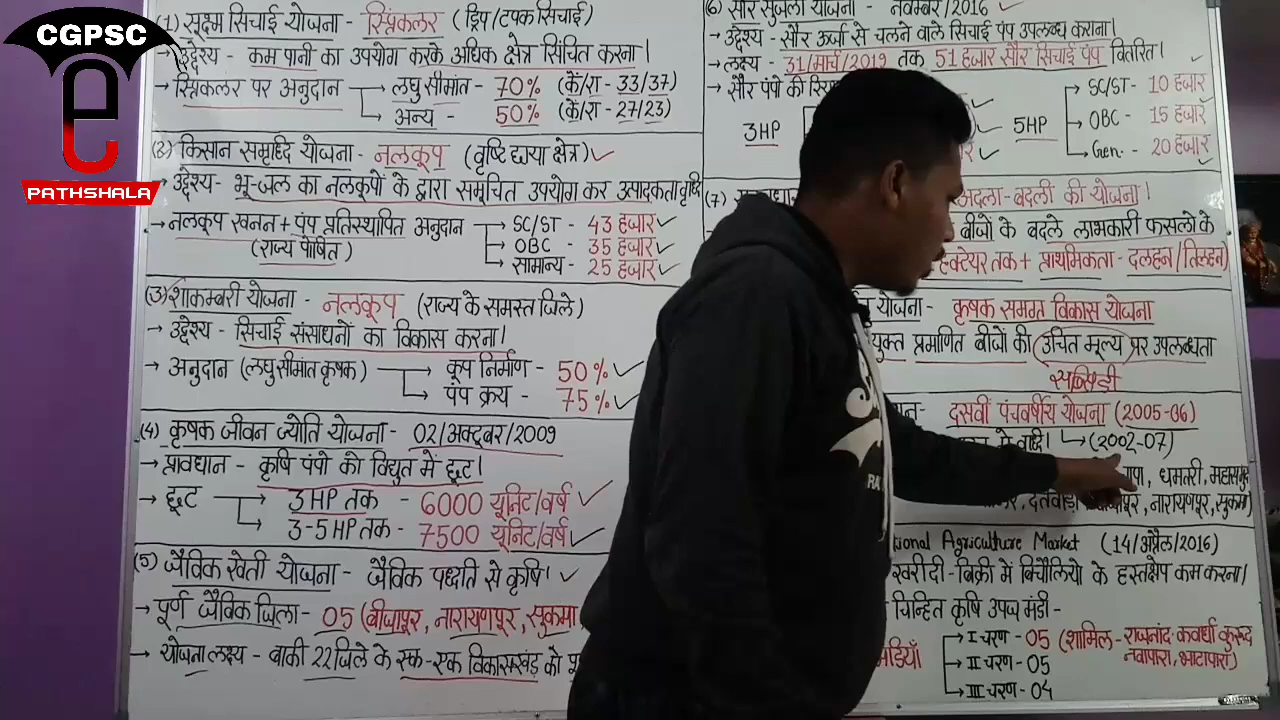 CGPSC
e
PATHSHALA
(1) सूक्ष्म सिंचाई योजना - स्प्रिंकलर (ड्रिप/टपक सिंचाई)
उद्देश्य - कम पानी का उपयोग करके अधिक क्षेत्र सिंचित करना।
→ स्प्रिंकलर पर अनुदान → लघु सीमांत - 70% (के/रा - 33/37)
→ अन्य - 50% (के/रा - 27/23)
(2) किसान समृद्धि योजना - नलकूप (वृष्टि छाया क्षेत्र)
→ उद्देश्य - भू-जल का नलकूपों के द्वारा समुचित उपयोग कर उत्पादकता वृद्धि
→ नलकूप खनन + पंप प्रतिस्थापित अनुदान → SC/ST - 43 हजार
(राज्य पोषित) → OBC - 35 हजार
→ सामान्य - 25 हजार
(3) शाकम्बरी योजना - नलकूप (राज्य के समस्त जिले)
→ उद्देश्य - सिंचाई संसाधनों का विकास करना।
→ अनुदान (लघु सीमांत कृषक) → कूप निर्माण - 50%
→ पंप क्रय - 75%
(4) कृषक जीवन ज्योति योजना - 02/अक्टूबर/2009
→ प्रावधान - कृषि पंपो को विद्युत में छूट।
→ छूट → 3HP तक - 6000 यूनिट/वर्ष
→ 3-5HP तक - 7500 यूनिट/वर्ष
(5) जैविक खेती योजना - जैविक पध्दति से कृषि।
→ पूर्ण जैविक जिला - 05 (बीजापुर, नारायणपुर, सुकमा
→ योजना लक्ष्य - बाकी 22 जिले के एक-एक विकासखंड को
(6) सौर सुजला योजना - नवम्बर/2016
→ उद्देश्य - सौर ऊर्जा से चलने वाले सिंचाई पंप उपलब्ध कराना।
→ लक्ष्य - 31/मार्च/2019 तक 51 हजार सौर सिंचाई पंप वितरित।
→ सौर पंपो की
3HP 5HP → SC/ST - 10 हजार
→ OBC - 15 हजार
→ Gen. - 20 हजार
(7) अदला-बदली की योजना।
बीजो के बदले लाभकारी फसलो के
हेक्टेयर तक + प्राथमिकता - दलहन/तिलहन)
योजना - कृषक समग्र विकास योजना
युक्त प्रमाणित बीजो की उचित मूल्य पर उपलब्धता
सब्सिडी
दसवीं पंचवर्षीय योजना (2005-06)
→ (2002-07)
धमतरी, महासमुंद
दंतेवाड़ा, नारायणपुर, सुकमा)
Agriculture Market (14/अप्रैल/2016)
खरीदी-बिक्री में बिचौलियो के हस्तक्षेप कम करना।
चिन्हित कृषि उपज मंडी -
मंडियाँ → I चरण - 05 (शामिल - राजनांद. कवर्धा कुरूद नवापारा, भाटापारा)
→ II चरण - 05
→ III चरण - 04